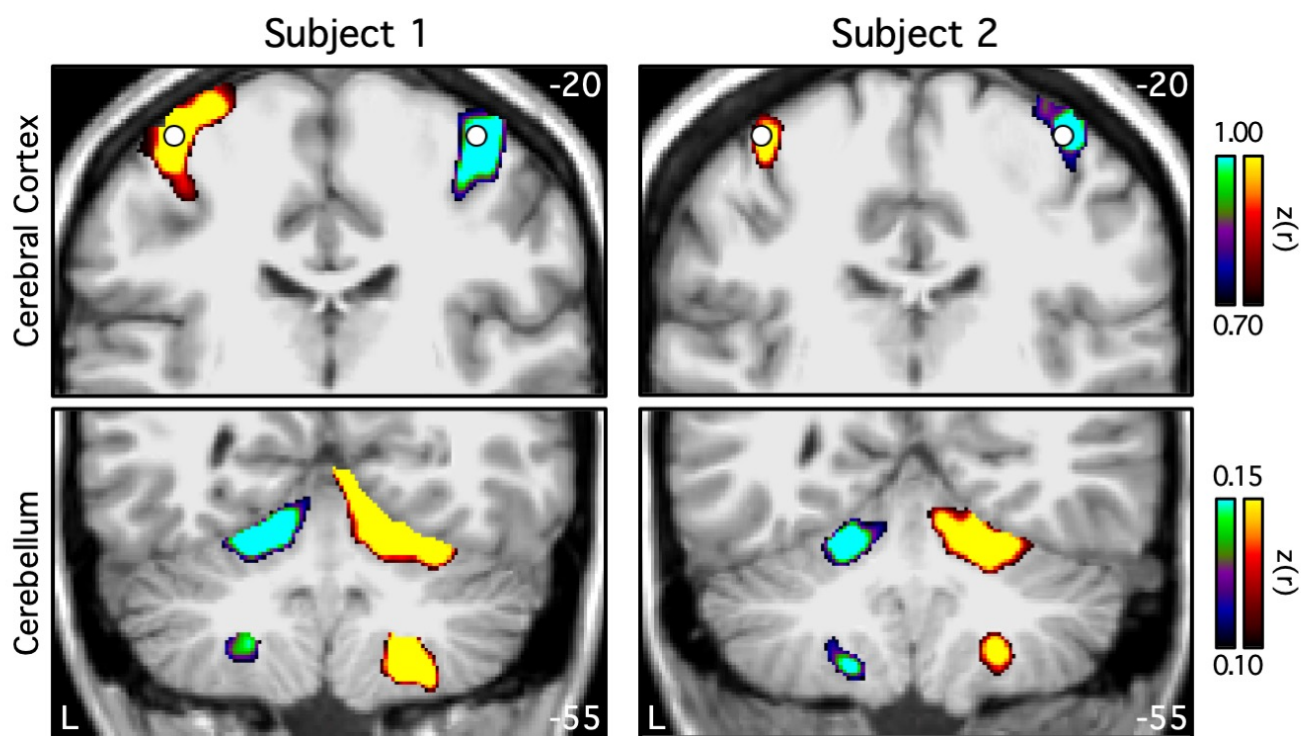 Subject 1
Subject 2
Cerebral Cortex
-20
-20
1.00
z(r)
0.70
Cerebellum
L
-55
L
-55
0.15
z(r)
0.10